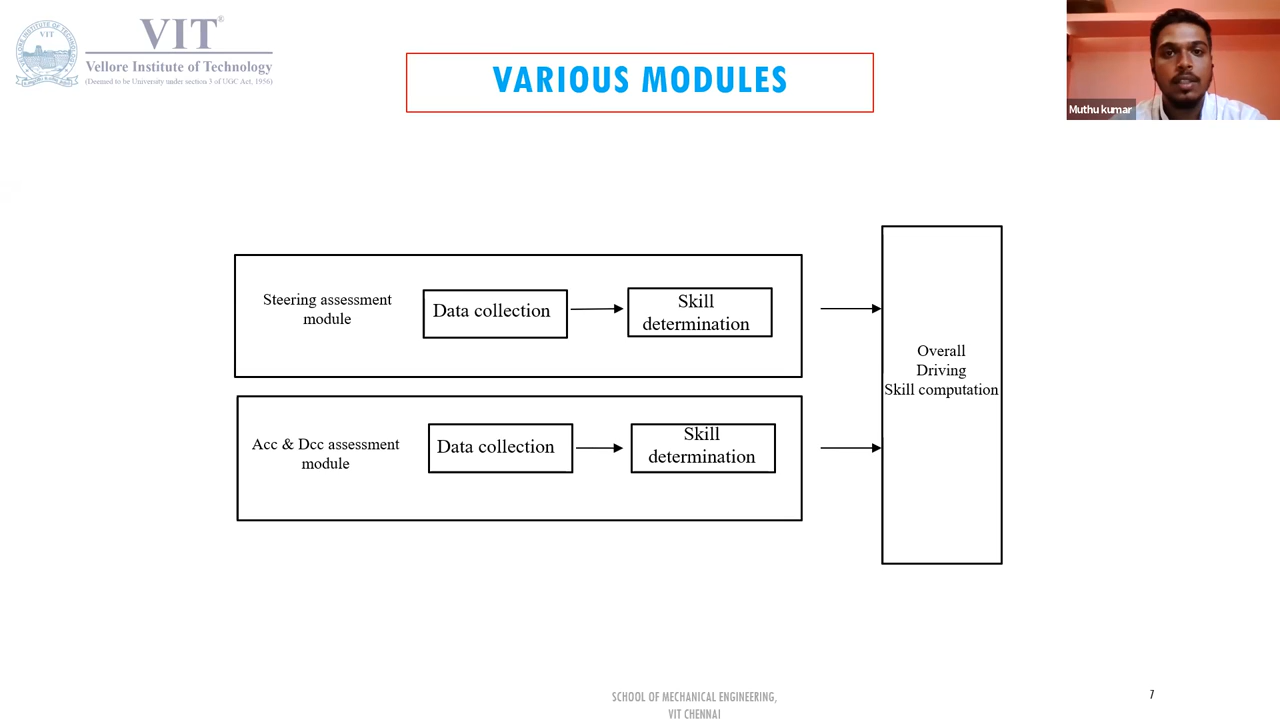 VIT®
Vellore Institute of Technology
(Deemed to be University under section 3 of UGC Act, 1956)
VIT
VARIOUS MODULES
Muthu kumar
Steering assessment
module
Data collection
Skill
determination
Acc & Dcc assessment
module
Data collection
Skill
determination
Overall
Driving
Skill computation
SCHOOL OF MECHANICAL ENGINEERING,
VIT CHENNAI
7